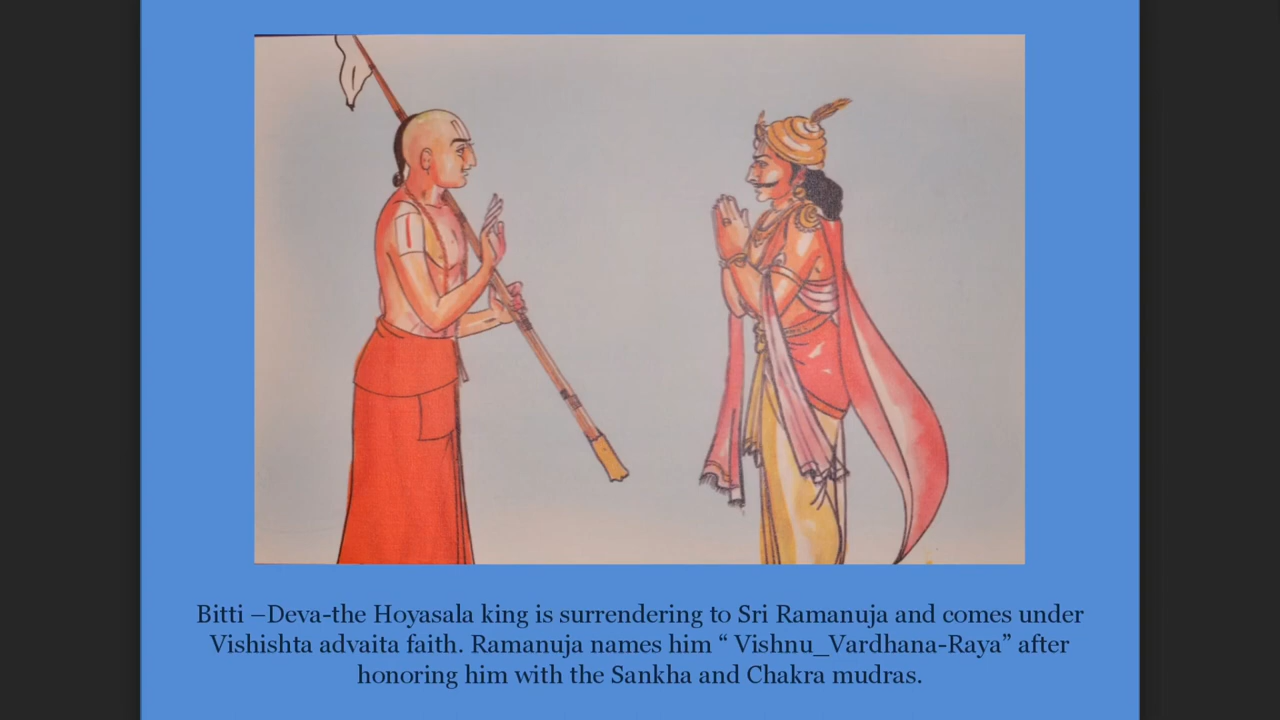 Bitti –Deva-the Hoyasala king is surrendering to Sri Ramanuja and comes under
Vishishta advaita faith. Ramanuja names him “ Vishnu_Vardhana-Raya” after
honoring him with the Sankha and Chakra mudras.